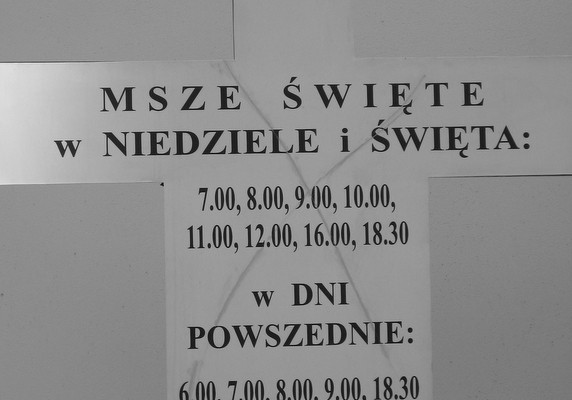 MSZE ŚWIĘTE
w NIEDZIELE i ŚWIĘTA:
7.00, 8.00, 9.00, 10.00,
11.00, 12.00, 16.00, 18.30
w DNI
POWSZEDNIE:
6.00, 7.00, 8.00, 9.00, 18.30